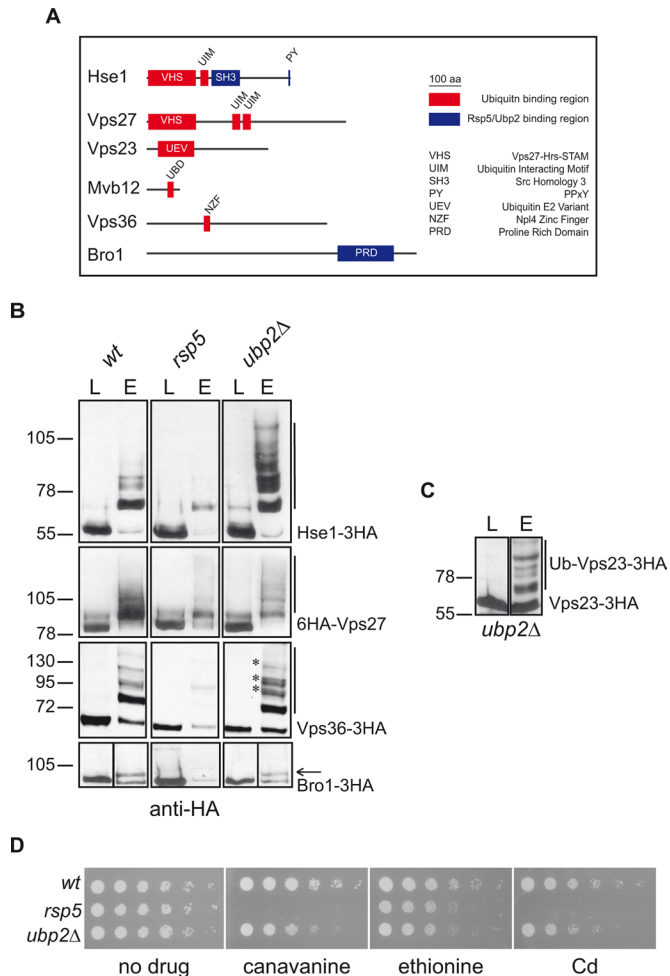 A
Hse1
VHS
UIM
SH3
PY
Vps27
VHS
UIM
UIM
Vps23
UEV
Mvb12
UBD
Vps36
NZF
Bro1
PRD
100 aa
Ubiquitn binding region
Rsp5/Ubp2 binding region
VHS Vps27-Hrs-STAM
UIM Ubiquitin Interacting Motif
SH3 Src Homology 3
PY PPxY
UEV Ubiquitin E2 Variant
NZF Npl4 Zinc Finger
PRD Proline Rich Domain
B
wt rsp5 ubp2Δ
L E L E L E
105
78
55
Hse1-3HA
105
78
6HA-Vps27
130
95
72
* 
*
*
Vps36-3HA
105
Bro1-3HA
anti-HA
C
L E
78
55
Ub-Vps23-3HA
Vps23-3HA
ubp2Δ
D
wt
rsp5
ubp2Δ
no drug canavanine ethionine Cd